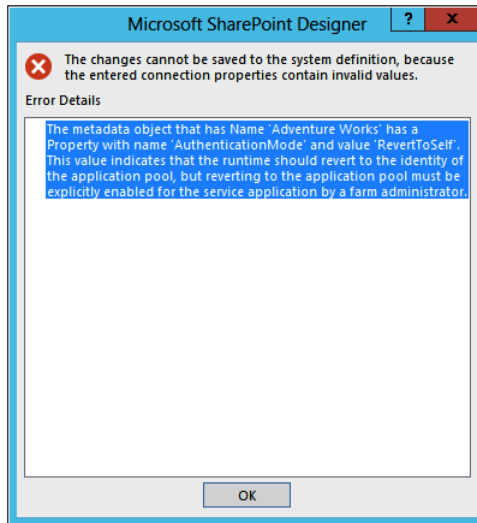 Microsoft SharePoint Designer
? x
The changes cannot be saved to the system definition, because
the entered connection properties contain invalid values.
Error Details
The metadata object that has Name 'Adventure Works' has a
Property with name 'AuthenticationMode' and value 'RevertToSelf'.
This value indicates that the runtime should revert to the identity of
the application pool, but reverting to the application pool must be
explicitly enabled for the service application by a farm administrator.
OK